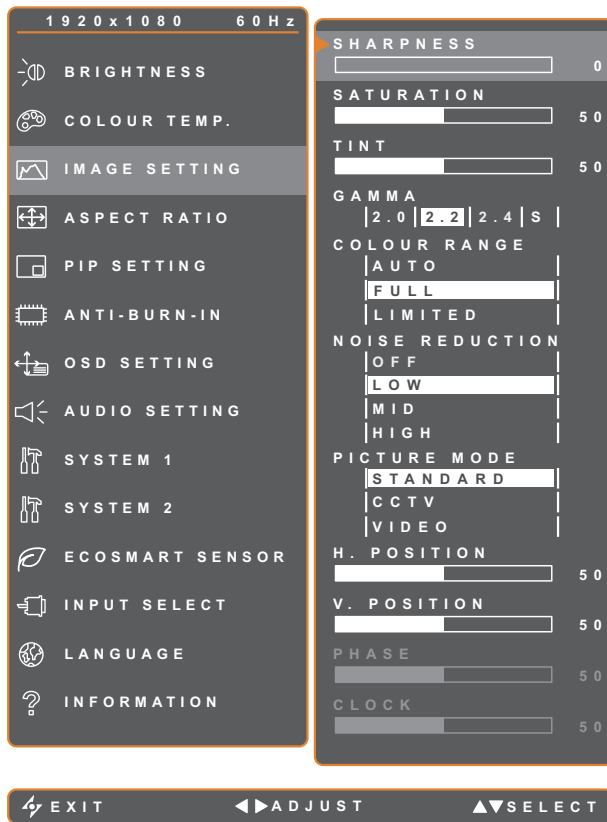 1920x1080 60Hz
BRIGHTNESS
COLOUR TEMP.
IMAGE SETTING
ASPECT RATIO
PIP SETTING
ANTI-BURN-IN
OSD SETTING
AUDIO SETTING
SYSTEM 1
SYSTEM 2
ECOSMART SENSOR
INPUT SELECT
LANGUAGE
INFORMATION
SHARPNESS
0
SATURATION
50
TINT
50
GAMMA
2.0 2.2 2.4 S
COLOUR RANGE
AUTO
FULL
LIMITED
NOISE REDUCTION
OFF
LOW
MID
HIGH
PICTURE MODE
STANDARD
CCTV
VIDEO
H. POSITION
50
V. POSITION
50
PHASE
50
CLOCK
50
EXIT ADJUST SELECT